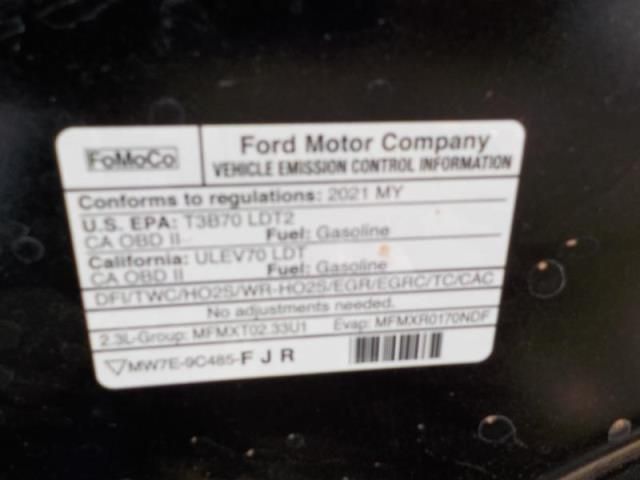 FoMoCo
Ford Motor Company
VEHICLE EMISSION CONTROL INFORMATION
Conforms to regulations: 2021 MY
U.S. EPA: T3B70 LDT2
CA OBD II Fuel: Gasoline
California: ULEV70 LDT
CA OBD II Fuel: Gasoline
DFI/TWC/HO2S/WR-HO2S/EGR/EGRC/TC/CAC
No adjustments needed.
2.3L-Group: MFMXT02.33U1 Evap: MFMXR0170NDF
MW7E-9C485-F J R